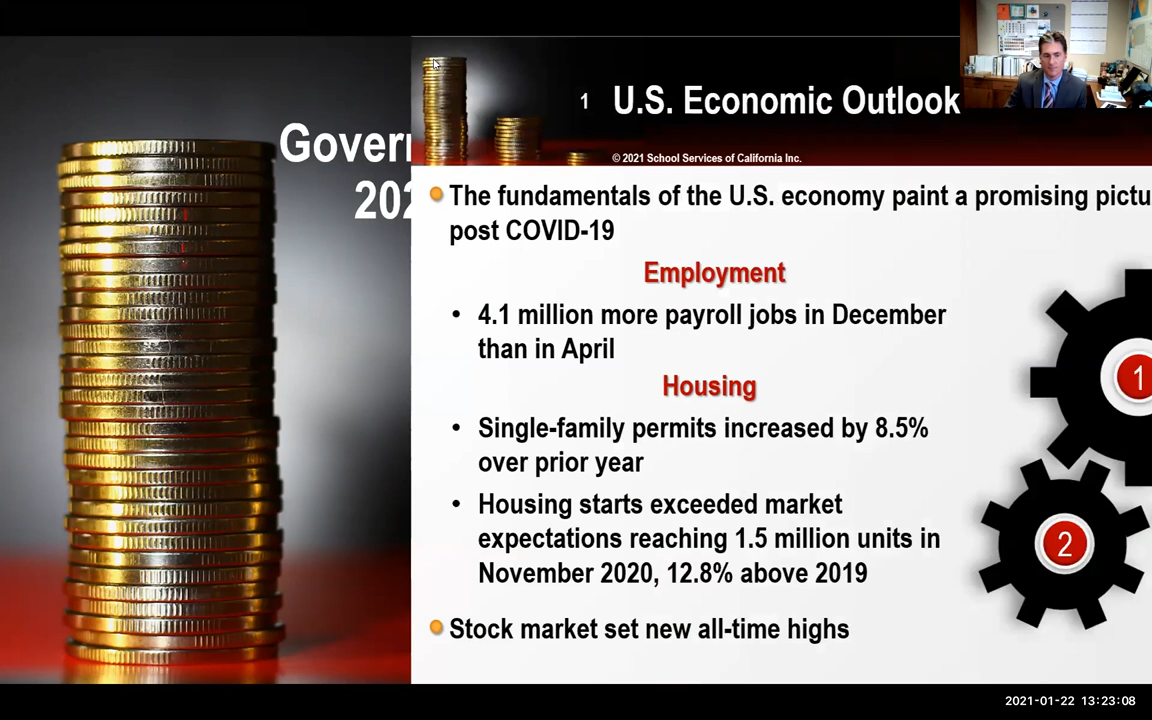 Govern
202
1
U.S. Economic Outlook
© 2021 School Services of California Inc.
The fundamentals of the U.S. economy paint a promising pictu
post COVID-19
Employment
• 4.1 million more payroll jobs in December
than in April
Housing
• Single-family permits increased by 8.5%
over prior year
• Housing starts exceeded market
expectations reaching 1.5 million units in
November 2020, 12.8% above 2019
Stock market set new all-time highs
1
2
2021-01-22 13:23:08